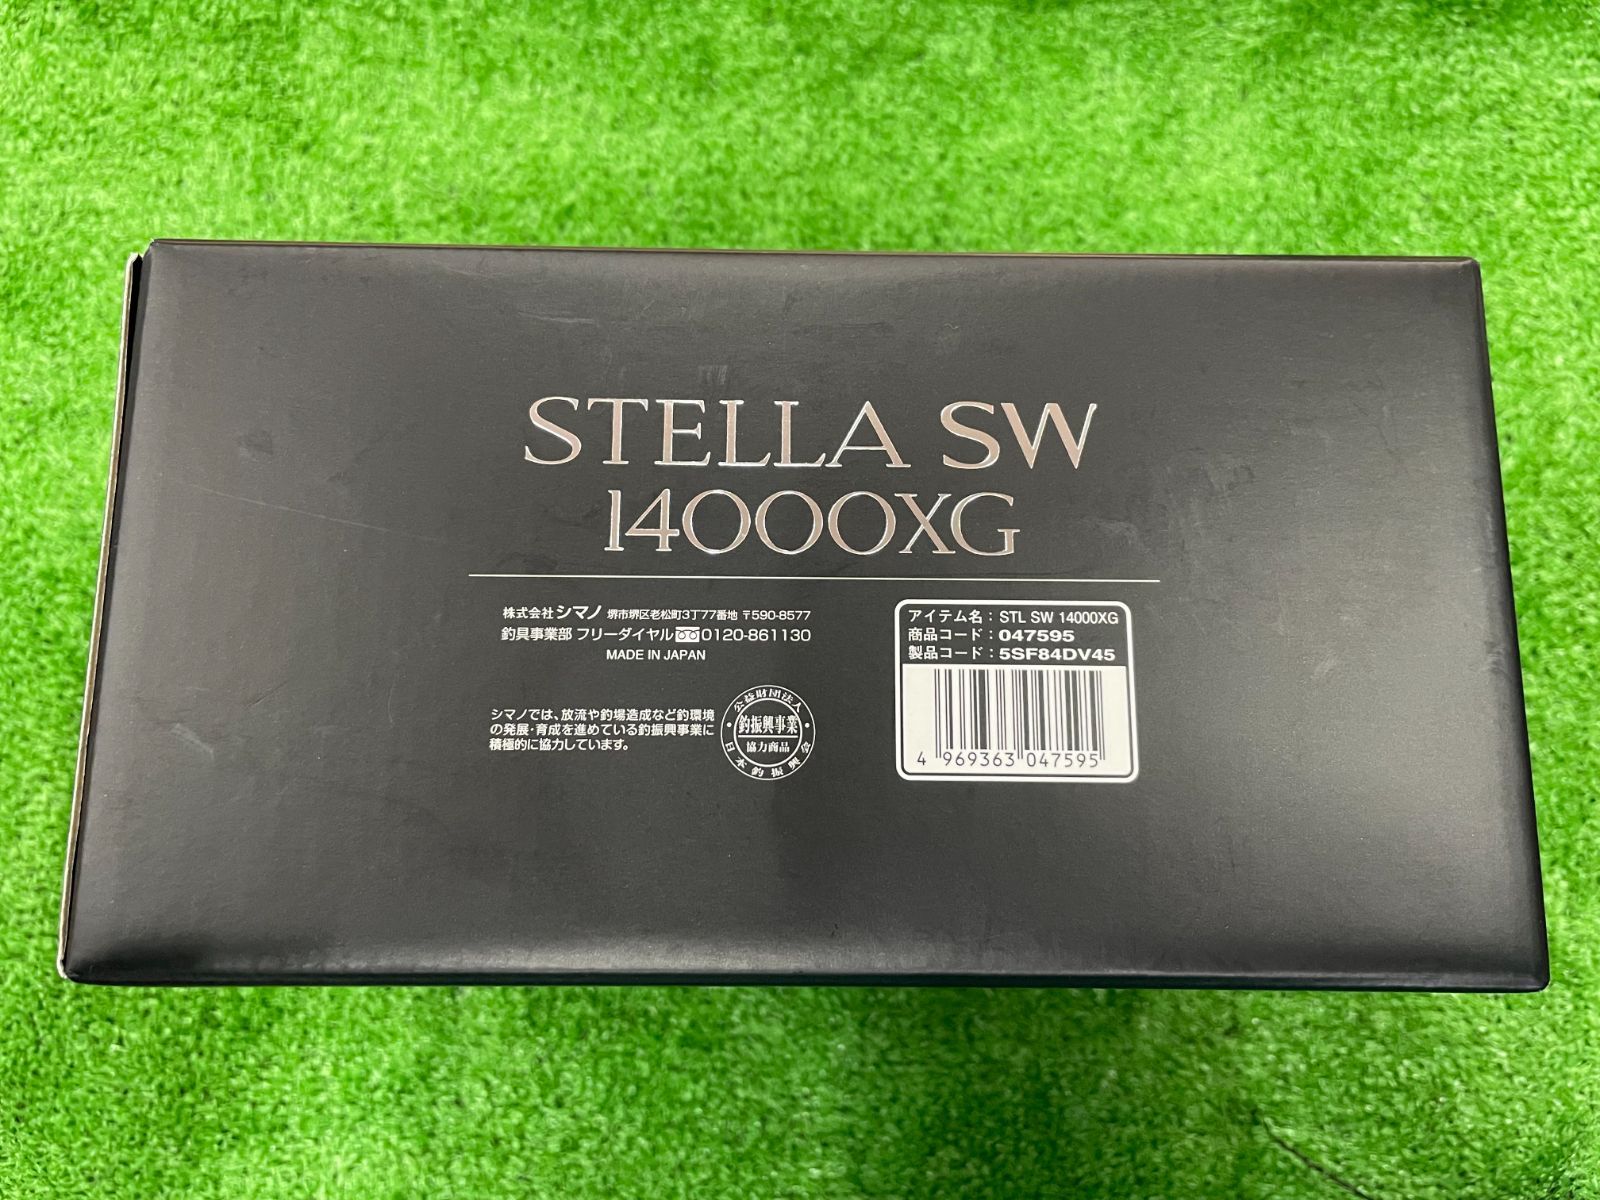 STELLA SW
14000XG
株式会社 シマノ 堺市堺区老松町3丁77番地 〒590-8577
釣具事業部 フリーダイヤル 0120-861130
MADE IN JAPAN
シマノでは、放流や釣場造成など釣環境
の発展・育成を進めている釣振興事業に
積極的に協力しています。
公益財団法人
釣振興事業
協力商品
日本釣振興会
アイテム名：STL SW 14000XG
商品コード：047595
製品コード：5SF84DV45
4 969363 047595